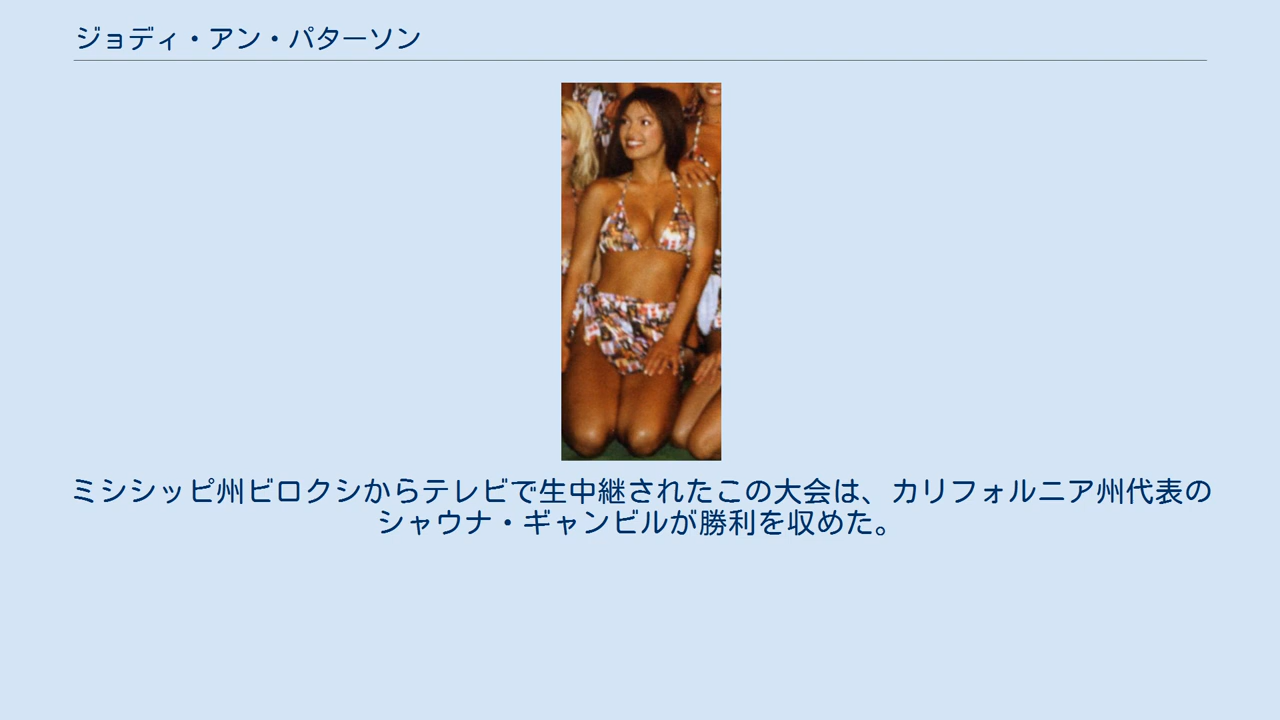 ジョディ・アン・パターソン
ミシシッピ州ビロクシからテレビで生中継されたこの大会は、カリフォルニア州代表の
シャウナ・ギャンビルが勝利を収めた。